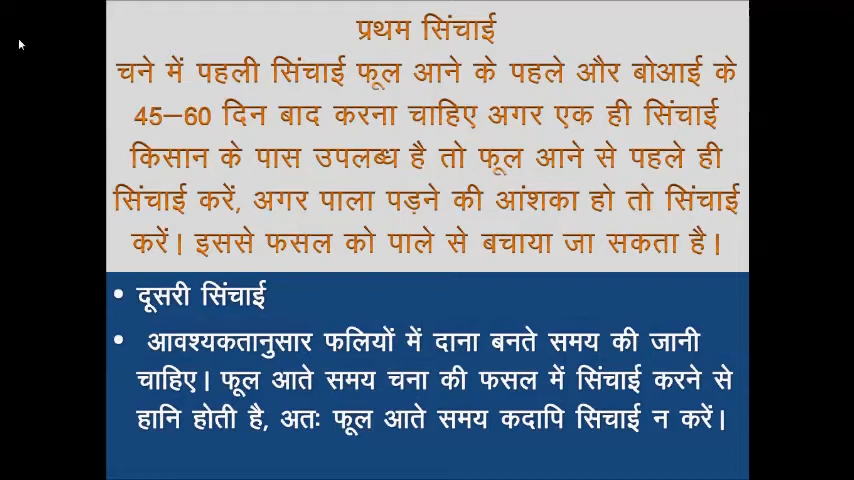 प्रथम सिंचाई
चने में पहली सिंचाई फूल आने के पहले और बोआई के
45–60 दिन बाद करना चाहिए अगर एक ही सिंचाई
किसान के पास उपलब्ध है तो फूल आने से पहले ही
सिंचाई करें, अगर पाला पड़ने की आंशका हो तो सिंचाई
करें। इससे फसल को पाले से बचाया जा सकता है।
• दूसरी सिंचाई
• आवश्यकतानुसार फलियों में दाना बनते समय की जानी
चाहिए। फूल आते समय चना की फसल में सिंचाई करने से
हानि होती है, अतः फूल आते समय कदापि सिचाई न करें।